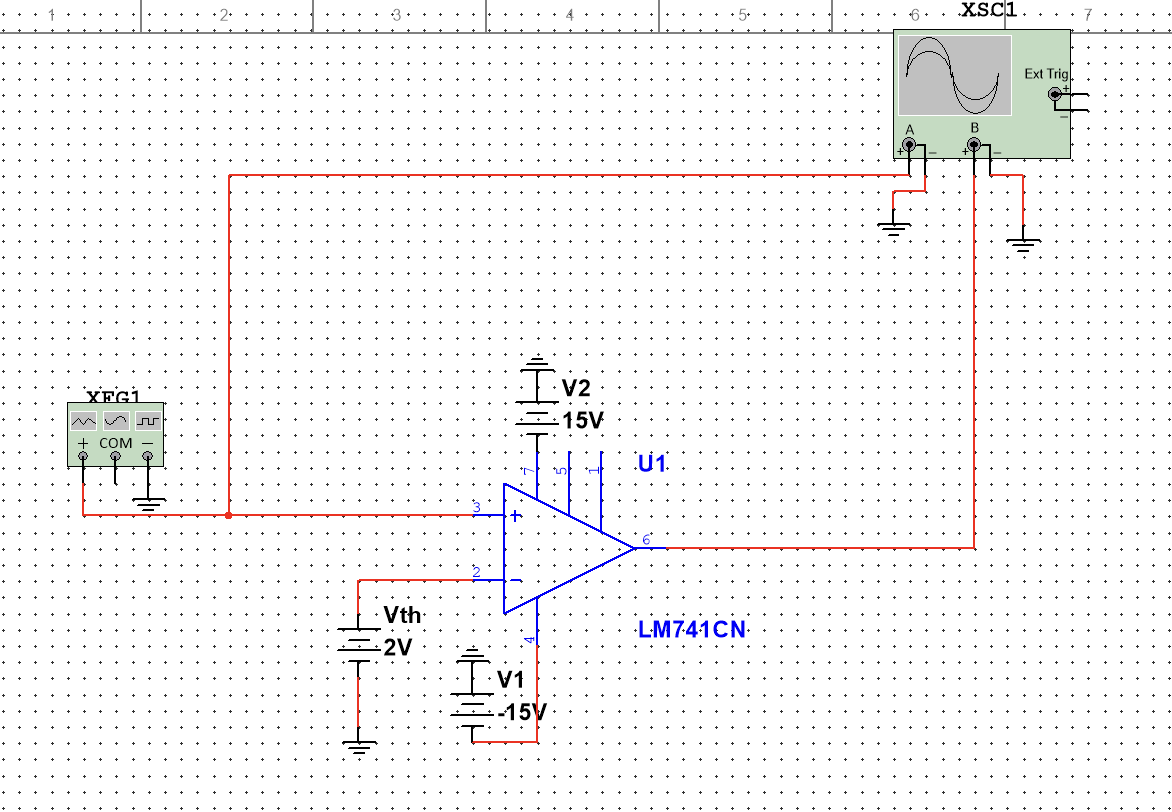 1 2 3 4 5 6 7
XSC1
Ext Trig
+
−
A B
+ − + −
V2
15V
XFG1
+ COM −
U1
7 5 1
3
+
6
2
−
Vth
2V
LM741CN
4
V1
-15V